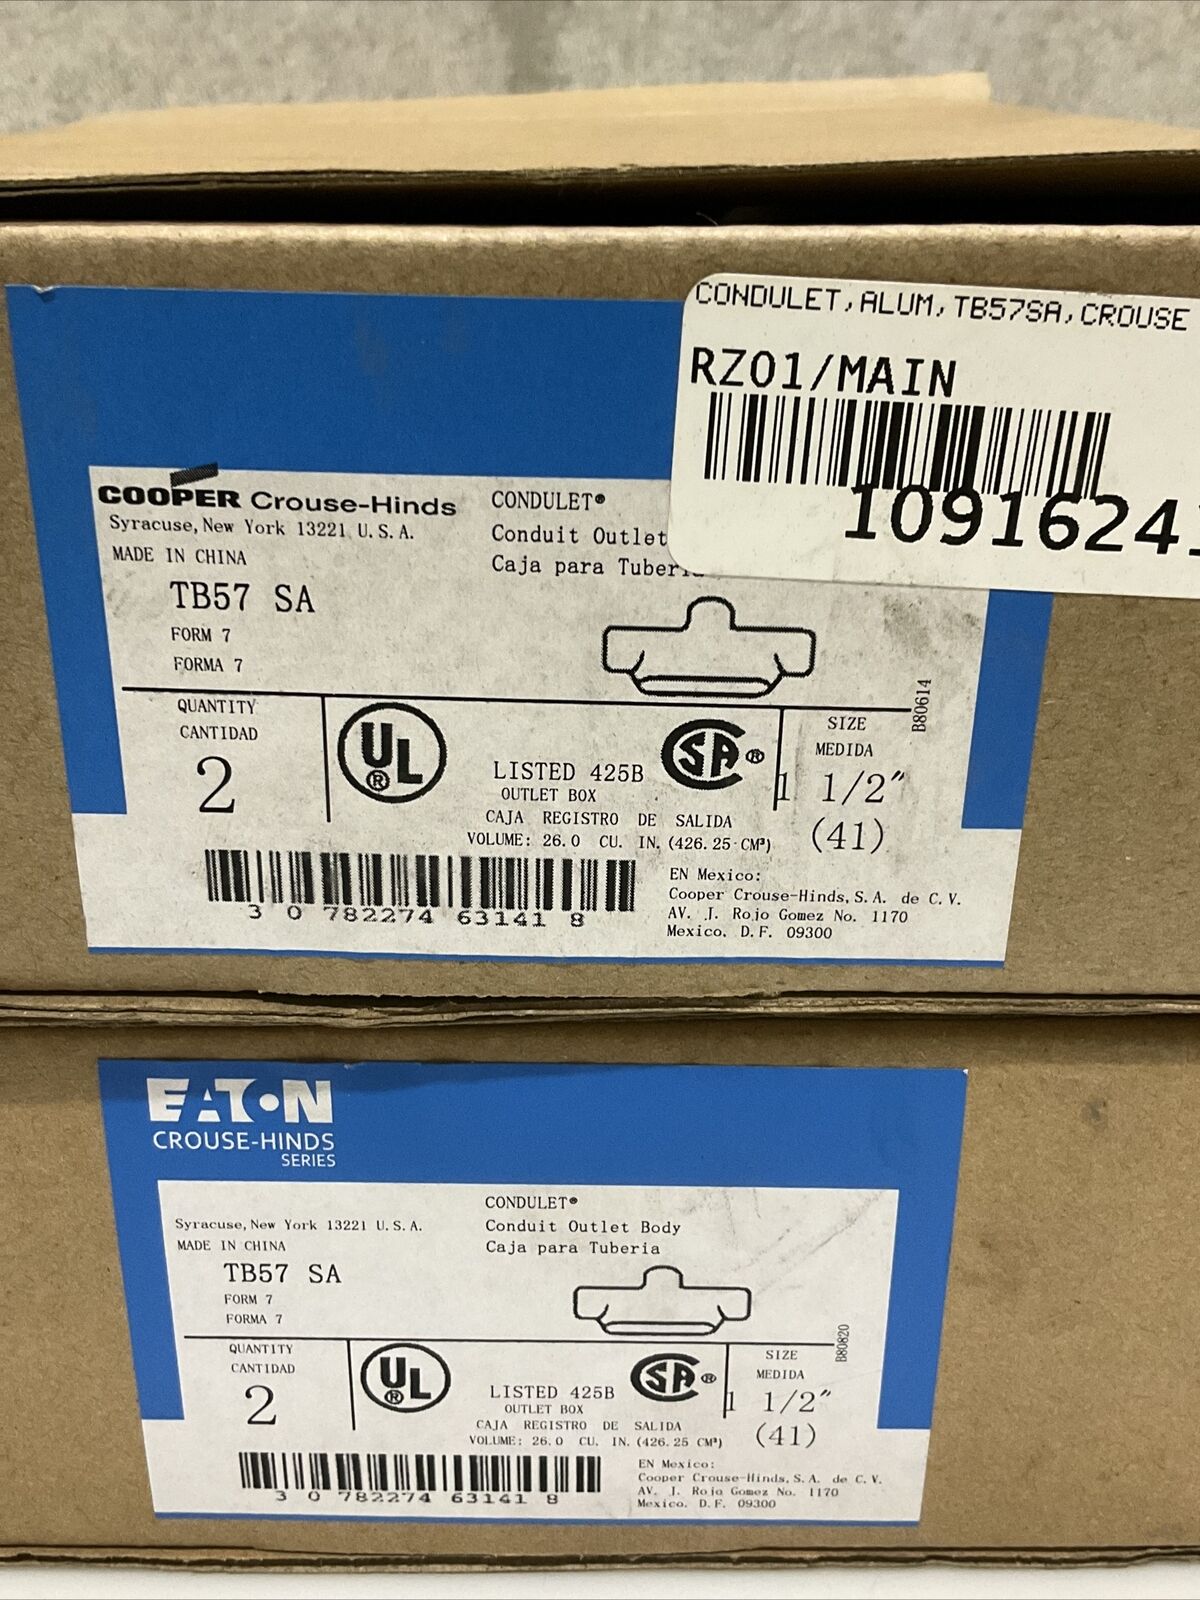 CONDULET, ALUM, TB57SA, CROUSE
RZ01/MAIN
10916241
COOPER Crouse-Hinds
Syracuse, New York 13221 U.S.A.
MADE IN CHINA
TB57 SA
FORM 7
FORMA 7
CONDULET®
Conduit Outlet
Caja para Tuberia
B80614
QUANTITY
CANTIDAD
2
UL
®
LISTED 425B
OUTLET BOX
CAJA REGISTRO DE SALIDA
VOLUME: 26.0 CU. IN. (426.25 CM³)
SA ®
SIZE
MEDIDA
1 1/2"
(41)
3 0 782274 63141 8
EN Mexico:
Cooper Crouse-Hinds, S.A. de C.V.
AV. J. Rojo Gomez No. 1170
Mexico, D.F. 09300
EATON
CROUSE-HINDS
SERIES
Syracuse, New York 13221 U.S.A.
MADE IN CHINA
TB57 SA
FORM 7
FORMA 7
CONDULET®
Conduit Outlet Body
Caja para Tuberia
B80820
QUANTITY
CANTIDAD
2
UL
®
LISTED 425B
OUTLET BOX
CAJA REGISTRO DE SALIDA
VOLUME: 26.0 CU. IN. (426.25 CM³)
SA ®
SIZE
MEDIDA
1 1/2"
(41)
3 0 782274 63141 8
EN Mexico:
Cooper Crouse-Hinds, S.A. de C.V.
AV. J. Rojo Gomez No. 1170
Mexico, D.F. 09300